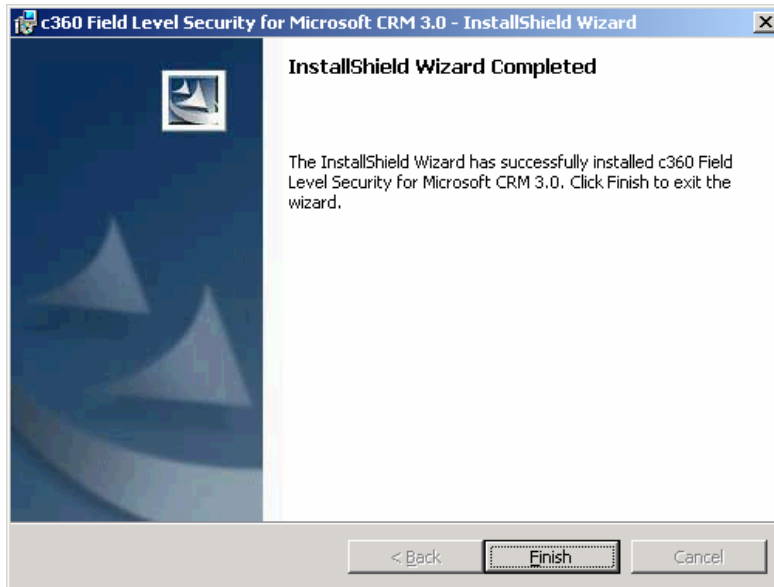 c360 Field Level Security for Microsoft CRM 3.0 - InstallShield Wizard
InstallShield Wizard Completed
The InstallShield Wizard has successfully installed c360 Field
Level Security for Microsoft CRM 3.0. Click Finish to exit the
wizard.
< Back
Finish
Cancel